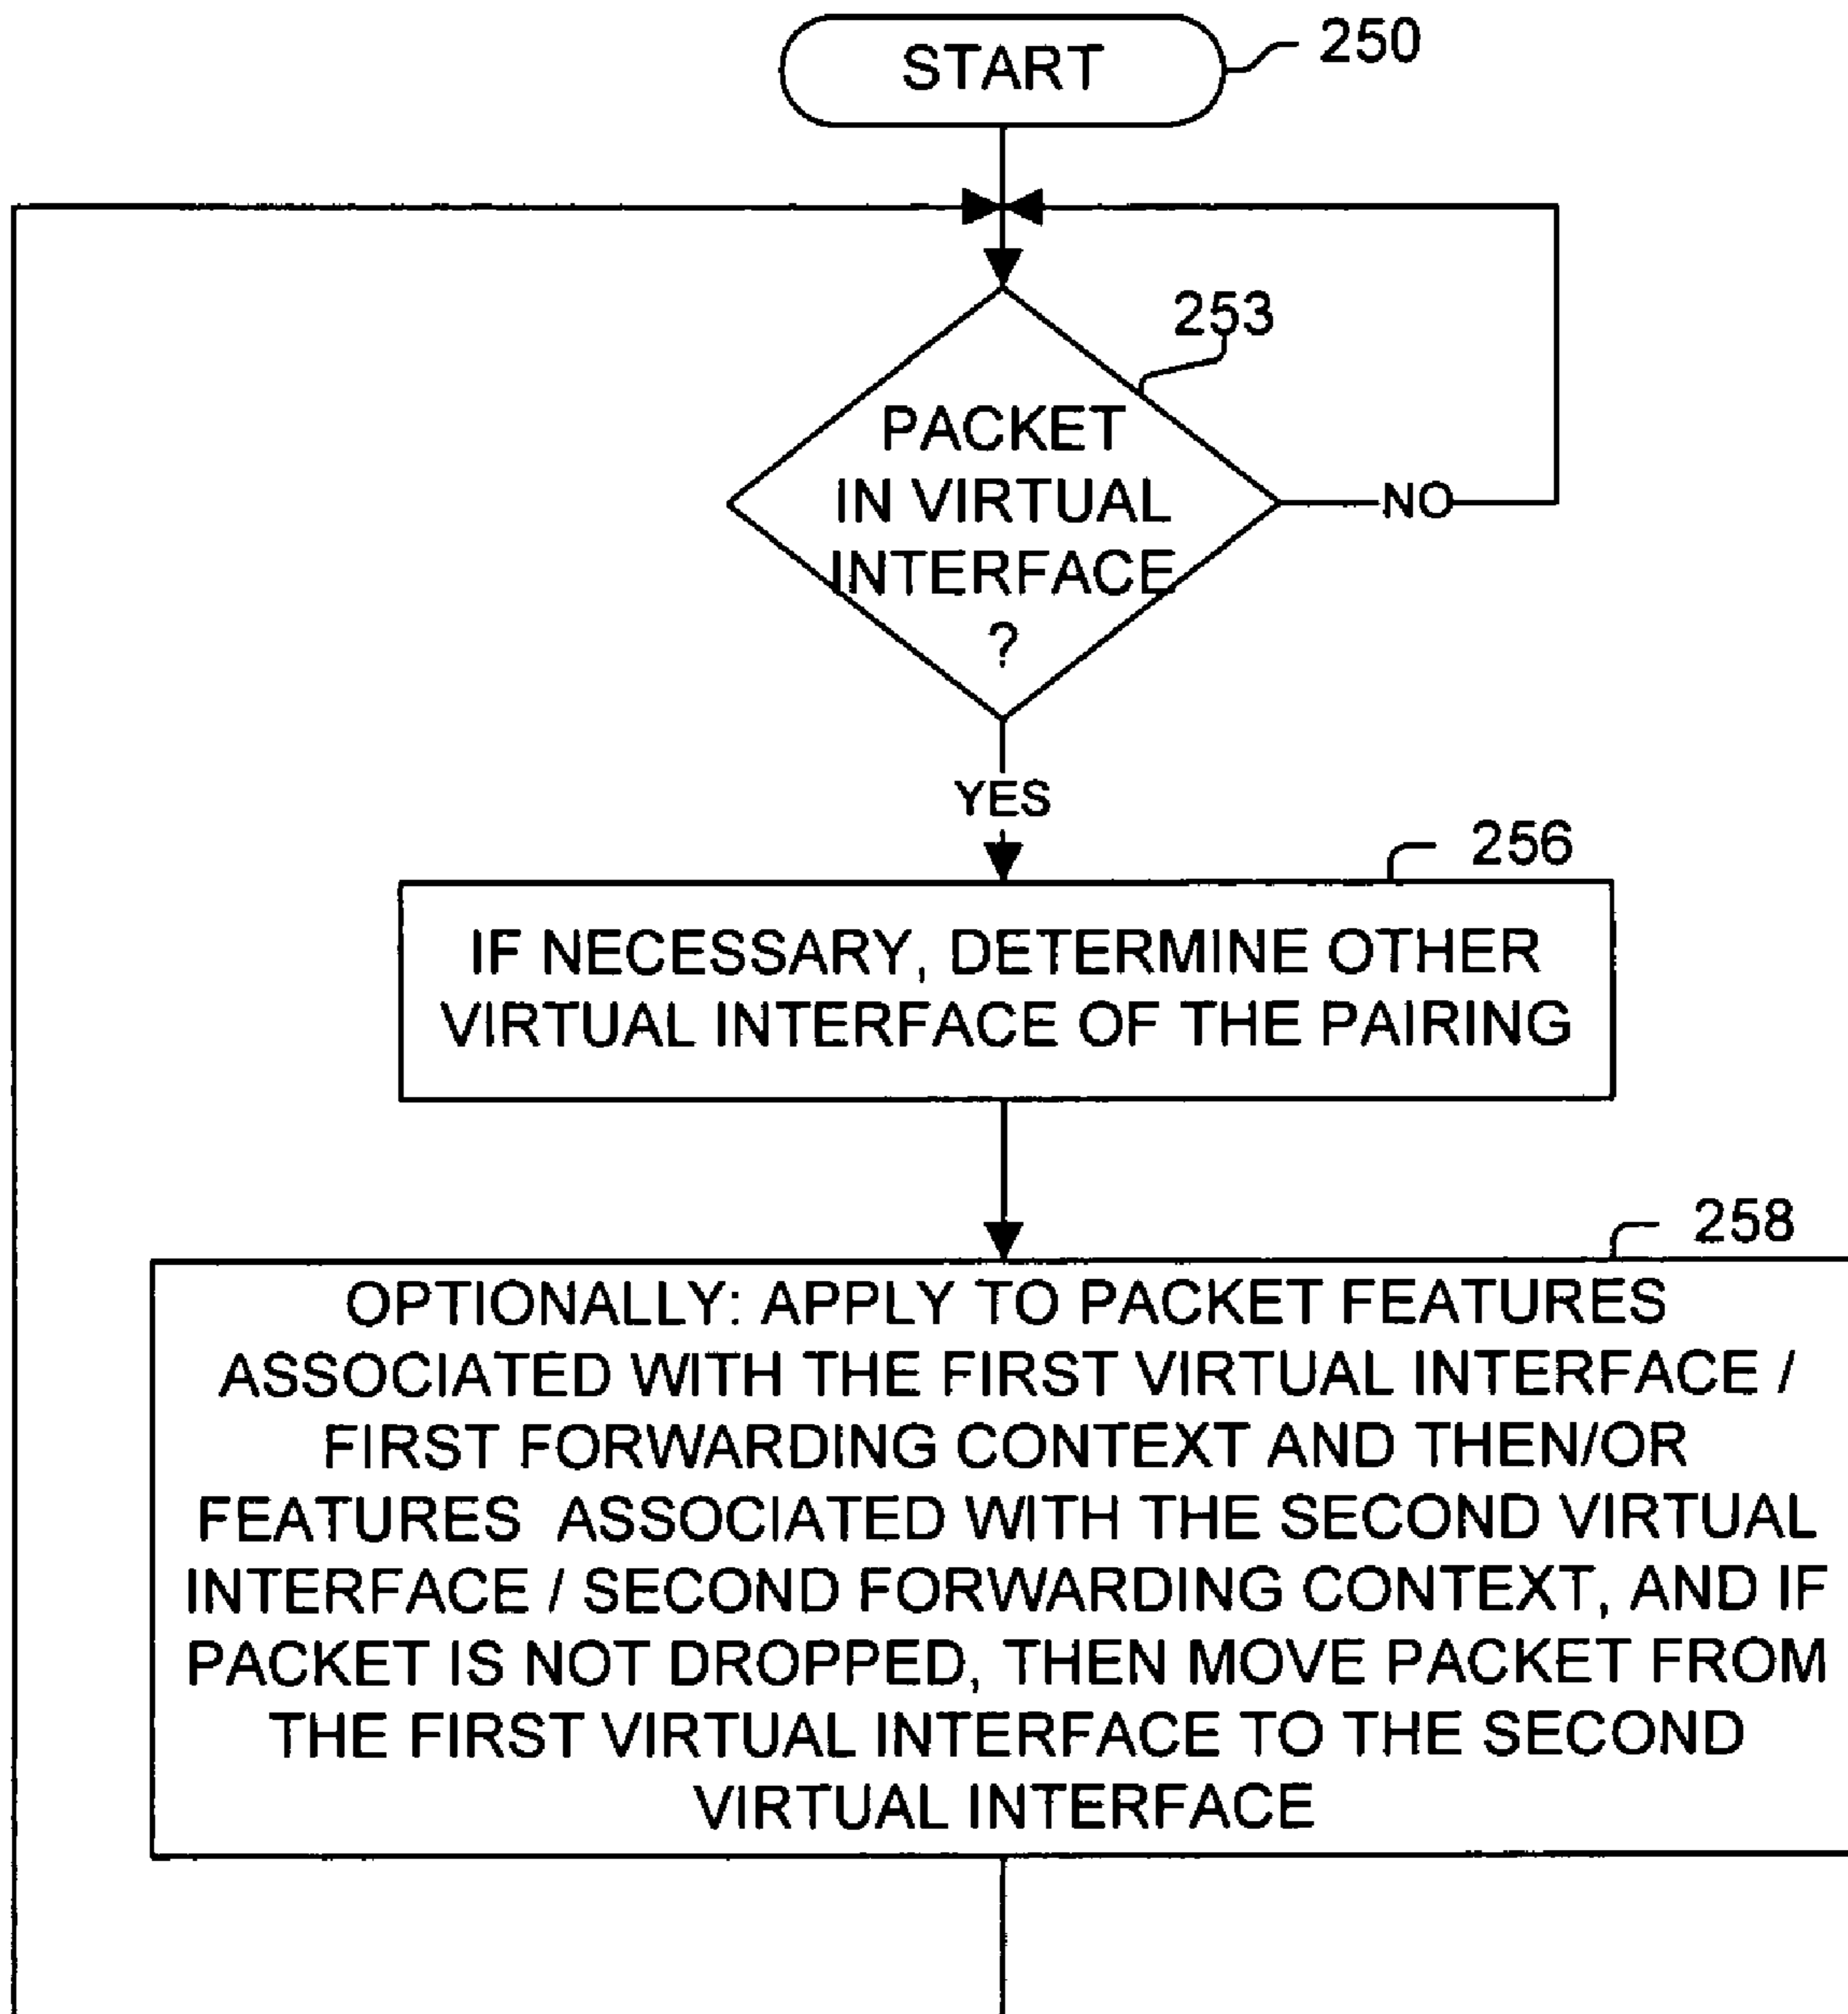 START
250
253
PACKET
IN VIRTUAL
INTERFACE
?
NO
YES
256
IF NECESSARY, DETERMINE OTHER
VIRTUAL INTERFACE OF THE PAIRING
258
OPTIONALLY: APPLY TO PACKET FEATURES
ASSOCIATED WITH THE FIRST VIRTUAL INTERFACE /
FIRST FORWARDING CONTEXT AND THEN/OR
FEATURES ASSOCIATED WITH THE SECOND VIRTUAL
INTERFACE / SECOND FORWARDING CONTEXT, AND IF
PACKET IS NOT DROPPED, THEN MOVE PACKET FROM
THE FIRST VIRTUAL INTERFACE TO THE SECOND
VIRTUAL INTERFACE